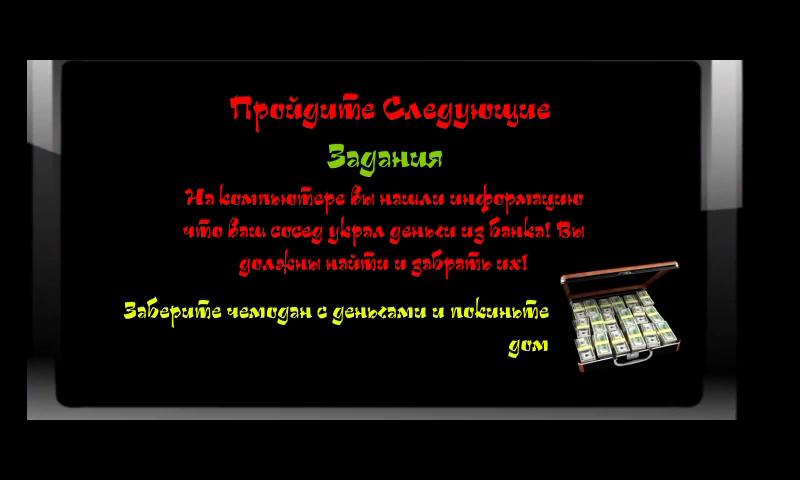 Пройдите Следующие
Задания
На компьютере вы нашли информацию
что ваш сосед украл деньги из банка! Вы
должны найти и забрать их!
Заберите чемодан с деньгами и покиньте
дом